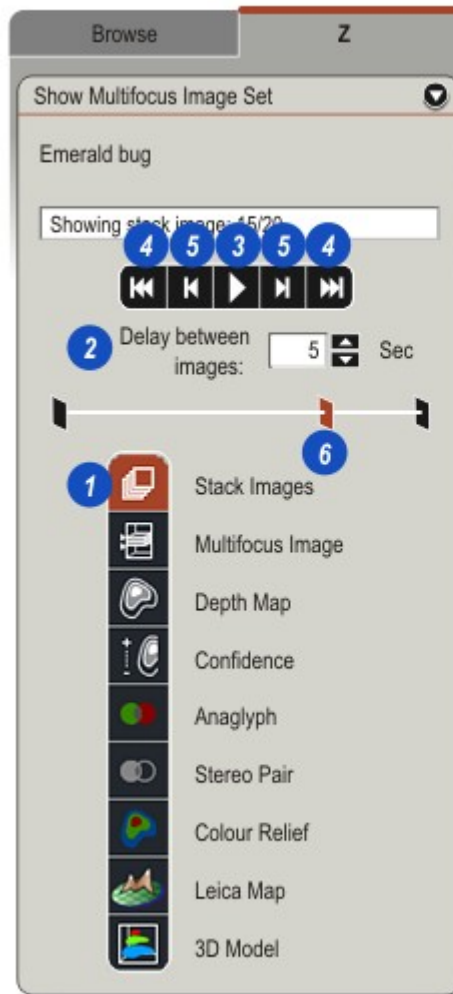 Browse
Z
Show Multifocus Image Set
Emerald bug
Showing stack image: 15/20
4 5 3 5 4
2 Delay between images: 5 Sec
6
1 Stack Images
Multifocus Image
Depth Map
Confidence
Anaglyph
Stereo Pair
Colour Relief
Leica Map
3D Model